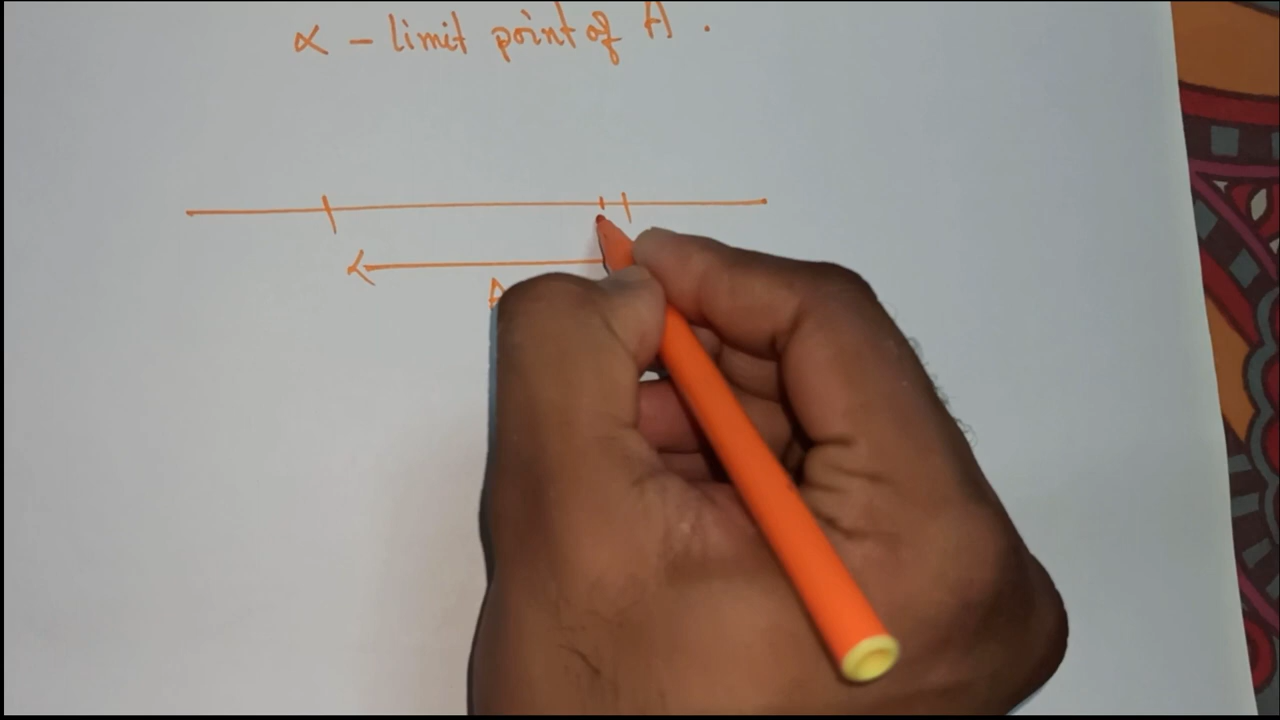 α - limit point of A .
A